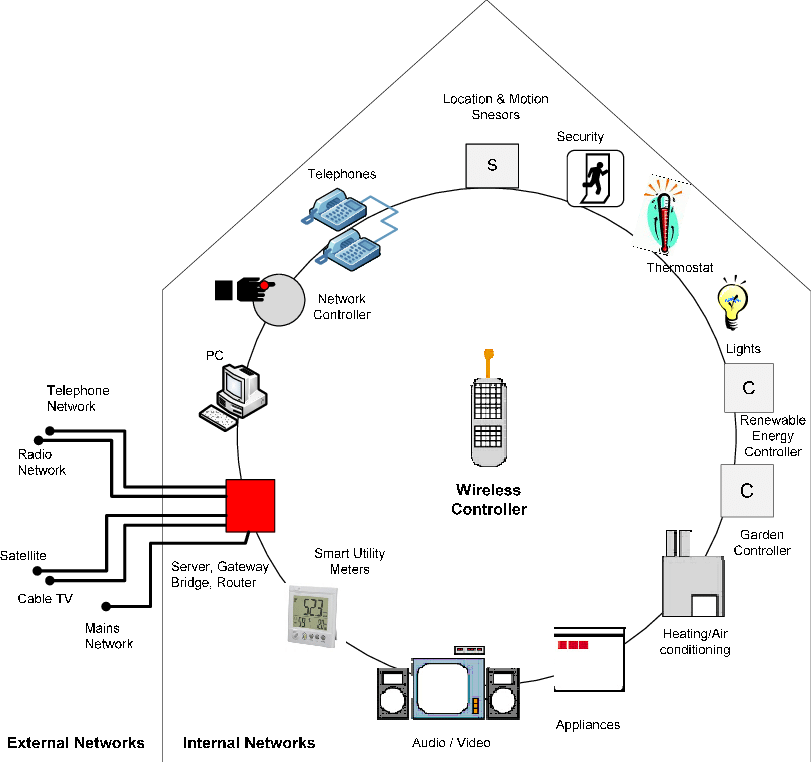 Location & Motion
Snesors
Security
Telephones
S
Thermostat
Network
Controller
Lights
PC
C
Telephone
Network
Renewable
Energy
Controller
Radio
Network
Wireless
Controller
C
Garden
Controller
Satellite
Server, Gateway
Bridge, Router
Smart Utility
Meters
Cable TV
Mains
Network
Heating/Air
conditioning
Appliances
External Networks
Internal Networks
Audio / Video